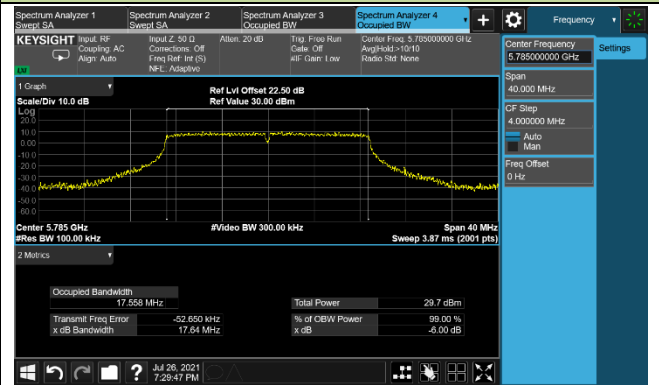 Spectrum Analyzer 1
Swept SA
Spectrum Analyzer 2
Swept SA
Spectrum Analyzer 3
Occupied BW
Spectrum Analyzer 4
Occupied BW
Frequency
KEYSIGHT
Input: RF
Coupling: AC
Align: Auto
Input Z: 50 Ω
Corrections: Off
Freq Ref: Int (S)
NFE: Adaptive
Atten: 20 dB
Trig: Free Run
Gate: Off
#IF Gain: Low
Center Freq: 5.785000000 GHz
Avg|Hold:>10/10
Radio Std: None
Center Frequency
5.785000000 GHz
Settings
Span
40.000 MHz
CF Step
4.000000 MHz
Auto
Man
Freq Offset
0 Hz
1 Graph
Scale/Div 10.0 dB
Ref Lvl Offset 22.50 dB
Ref Value 30.00 dBm
Log
20.0
10.0
0.00
-10.0
-20.0
-30.0
-40.0
-50.0
-60.0
Center 5.785 GHz
#Res BW 100.00 kHz
#Video BW 300.00 kHz
Span 40 MHz
Sweep 3.87 ms (2001 pts)
2 Metrics
Occupied Bandwidth
17.558 MHz
Total Power 29.7 dBm
Transmit Freq Error -52.650 kHz
% of OBW Power 99.00 %
x dB Bandwidth 17.64 MHz
x dB -6.00 dB
Jul 26, 2021
7:29:47 PM